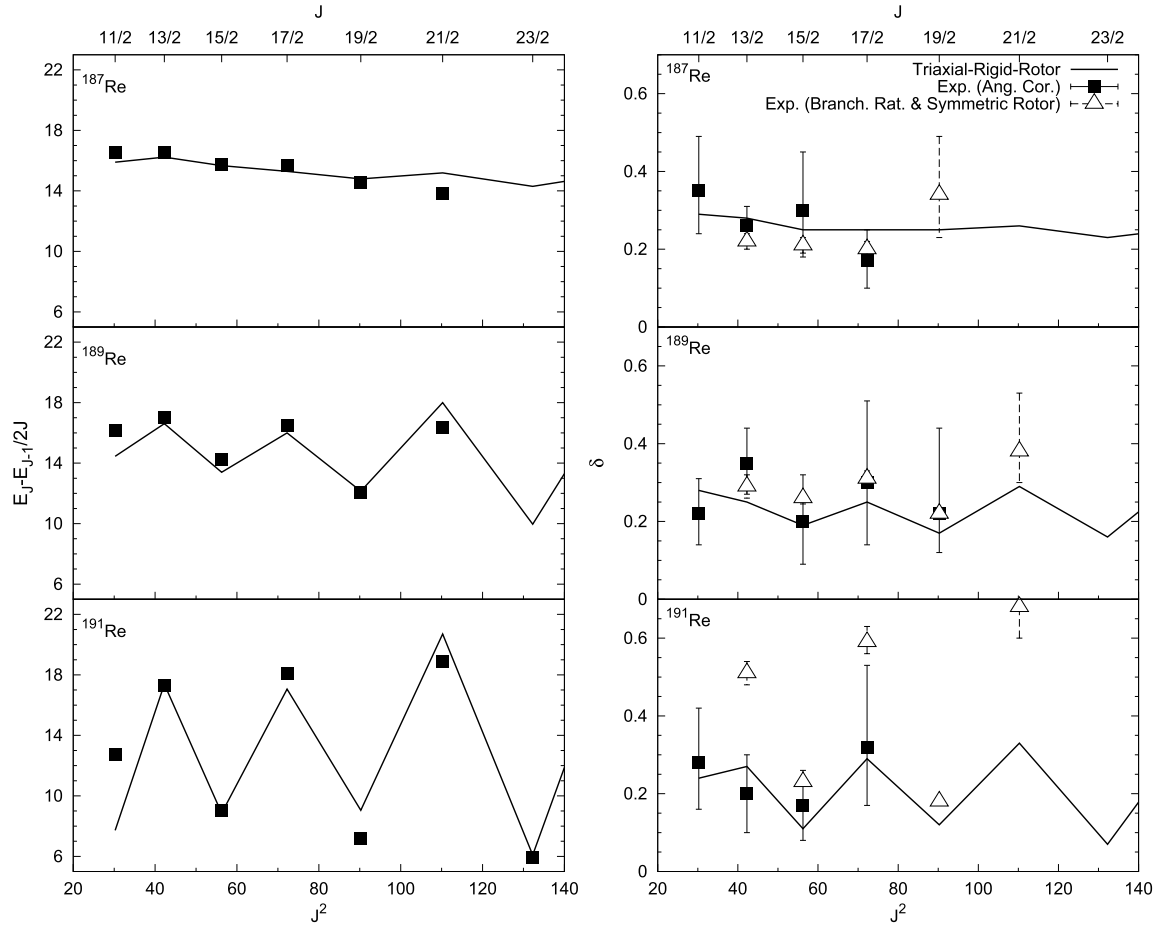 J
11/2 13/2 15/2 17/2 19/2 21/2 23/2
187Re
22
18
14
10
6
189Re
22
18
14
10
6
EJ-EJ-1/2J
191Re
22
18
14
10
6
20 40 60 80 100 120 140
J2
J
11/2 13/2 15/2 17/2 19/2 21/2 23/2
187Re
Triaxial-Rigid-Rotor
Exp. (Ang. Cor.)
Exp. (Branch. Rat. & Symmetric Rotor)
0.6
0.4
0.2
0
189Re
0.6
0.4
0.2
0
δ
191Re
0.6
0.4
0.2
0
20 40 60 80 100 120 140
J2